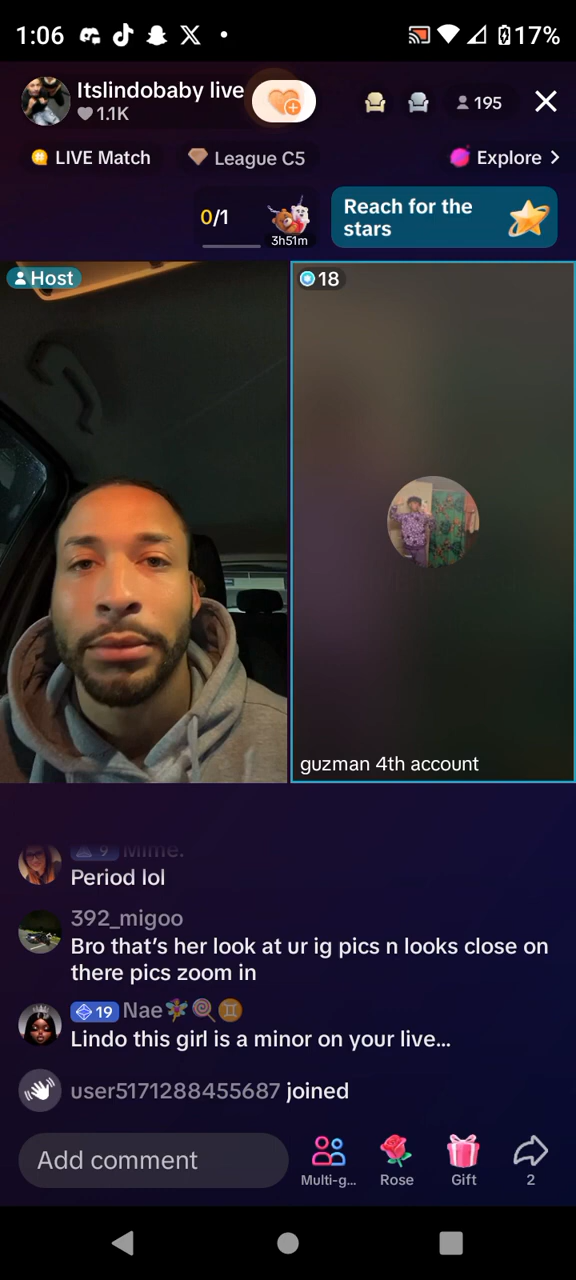 1:06 17%
Itslindobaby live
1.1K
195
LIVE Match League C5 Explore
0/1
3h51m
Reach for the
stars
Host
18
guzman 4th account
9 Mime.
Period lol
392_migoo
Bro that’s her look at ur ig pics n looks close on
there pics zoom in
19 Nae🧚🍭♊
Lindo this girl is a minor on your live...
user5171288455687 joined
Add comment
Multi-g...
Rose
Gift
2